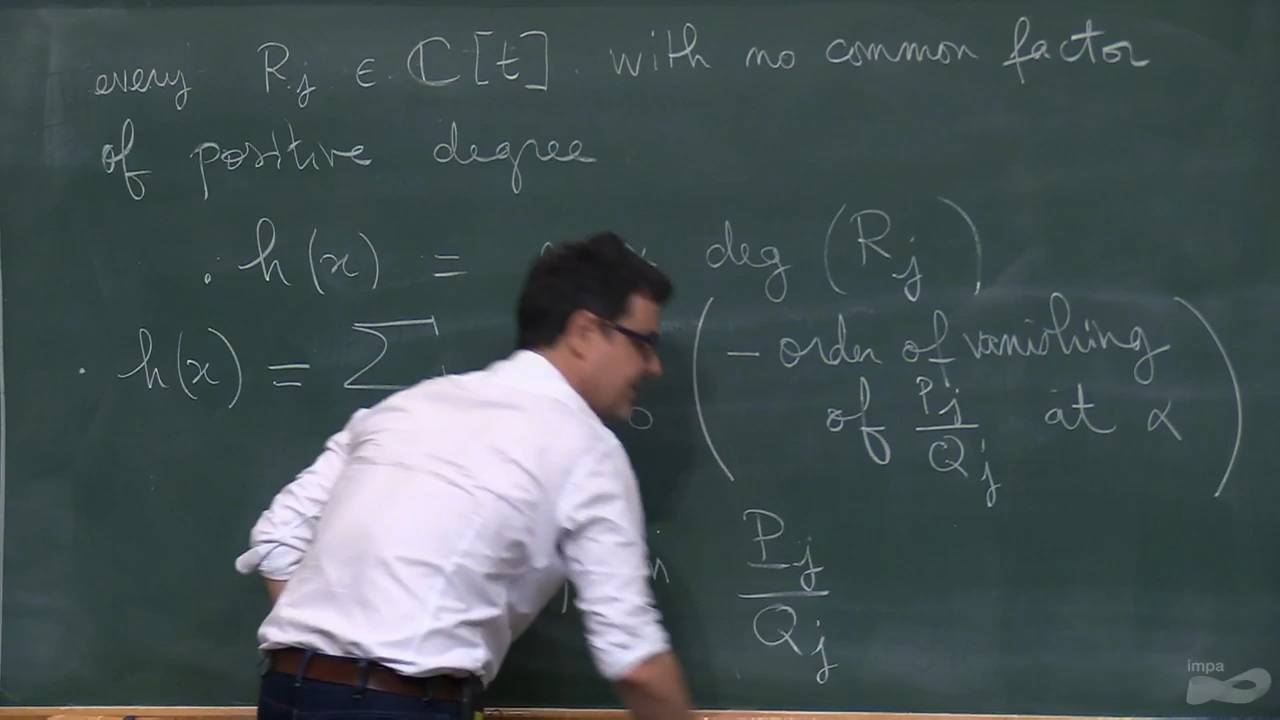 every R_j ∈ ℂ[t] with no common factor
of positive degree
. h(x) = deg (R_j)
. h(x) = ∑ ( - order of vanishing
of P_j/Q_j at α )
P_j/Q_j
impa